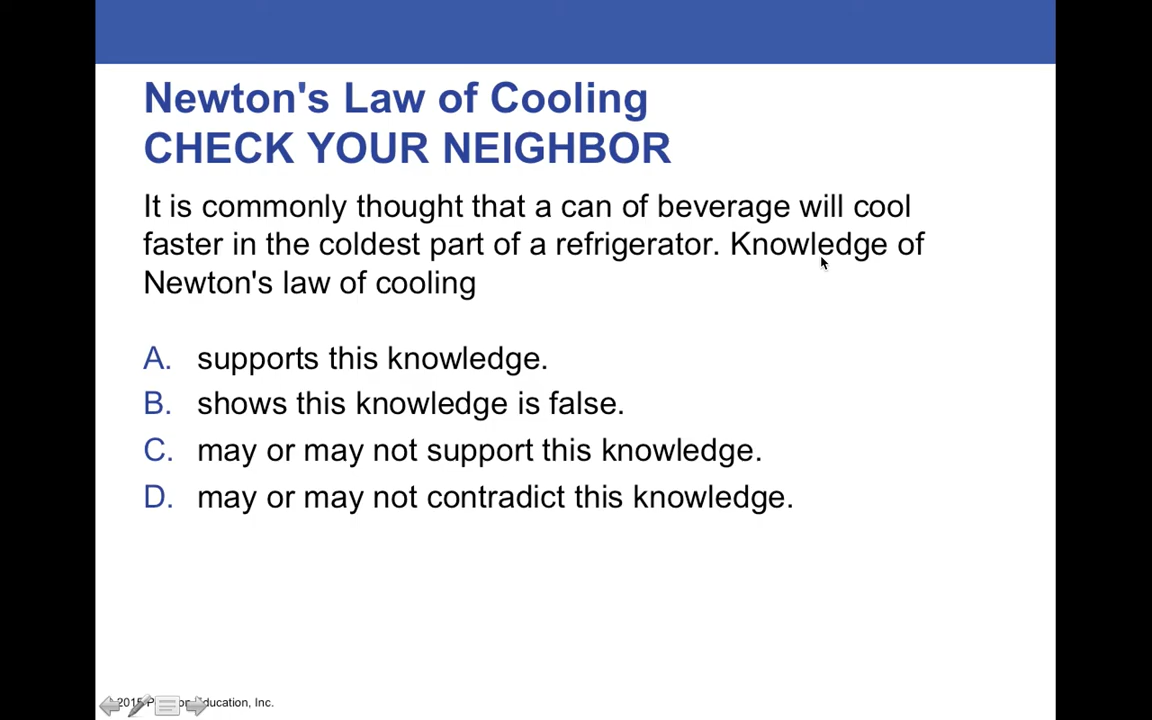 Newton's Law of Cooling
CHECK YOUR NEIGHBOR
It is commonly thought that a can of beverage will cool
faster in the coldest part of a refrigerator. Knowledge of
Newton's law of cooling
A. supports this knowledge.
B. shows this knowledge is false.
C. may or may not support this knowledge.
D. may or may not contradict this knowledge.
Inc.